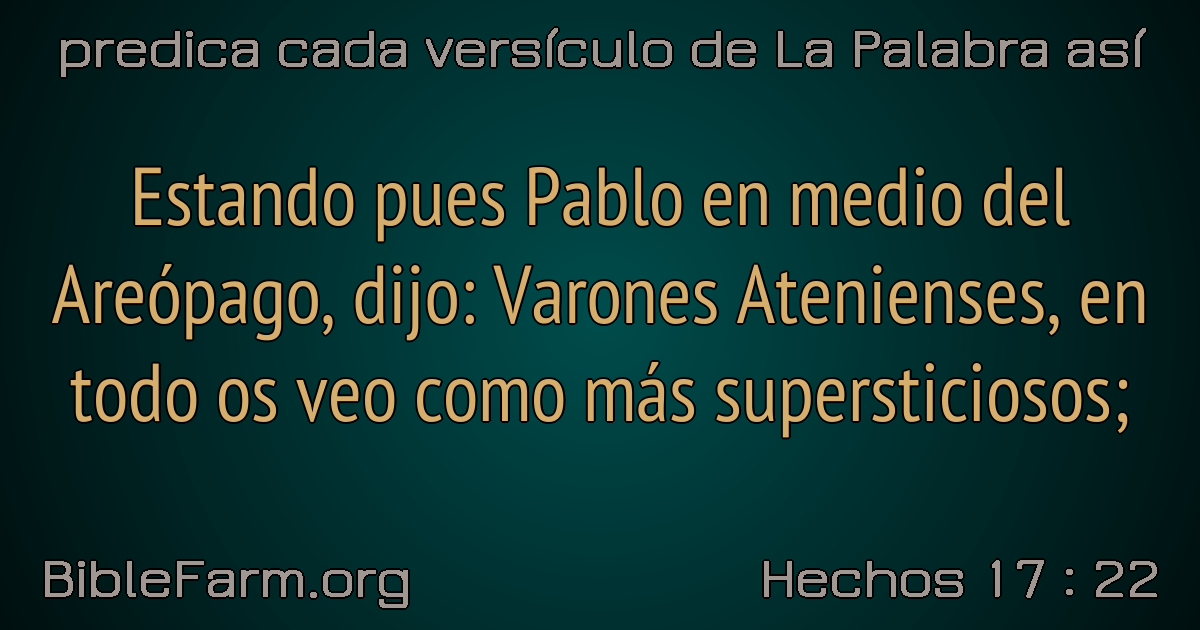 predica cada versículo de La Palabra así
Estando pues Pablo en medio del
Areópago, dijo: Varones Atenienses, en
todo os veo como más supersticiosos;
BibleFarm.org
Hechos 17 : 22